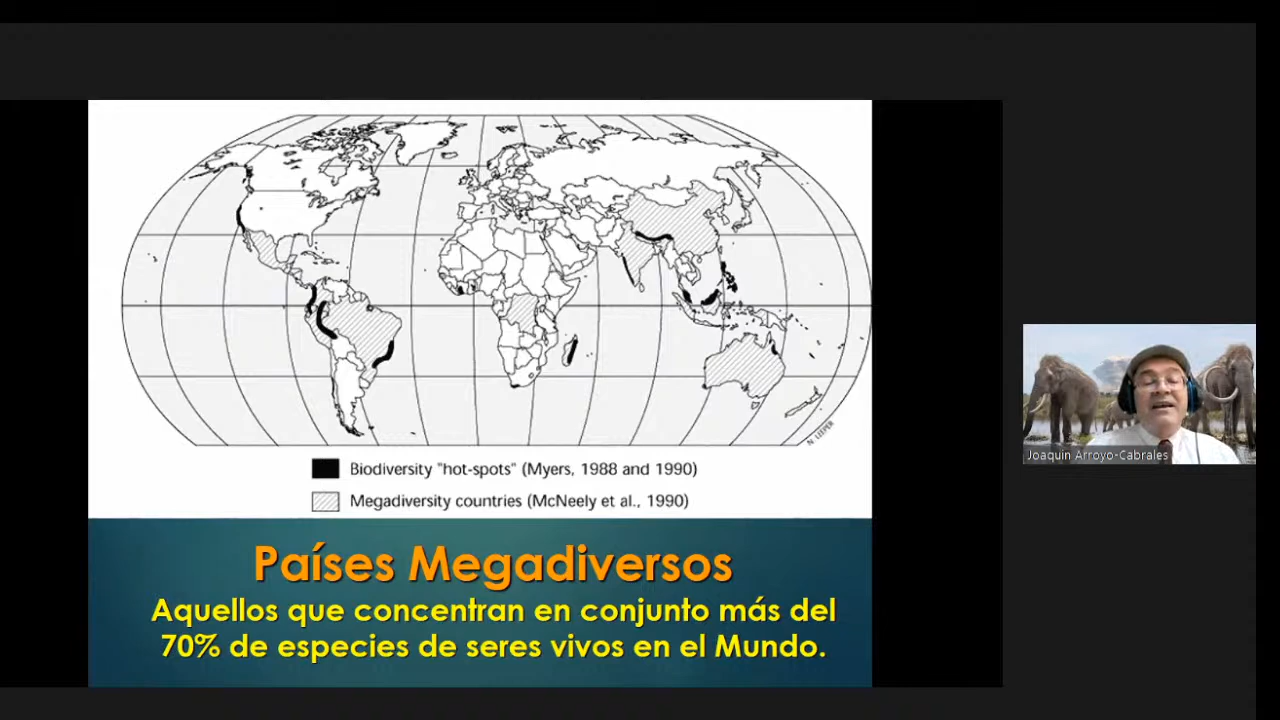 N. LEEPER
Biodiversity "hot-spots" (Myers, 1988 and 1990)
Megadiversity countries (McNeely et al., 1990)
Países Megadiversos
Aquellos que concentran en conjunto más del
70% de especies de seres vivos en el Mundo.
Joaquin Arroyo-Cabrales